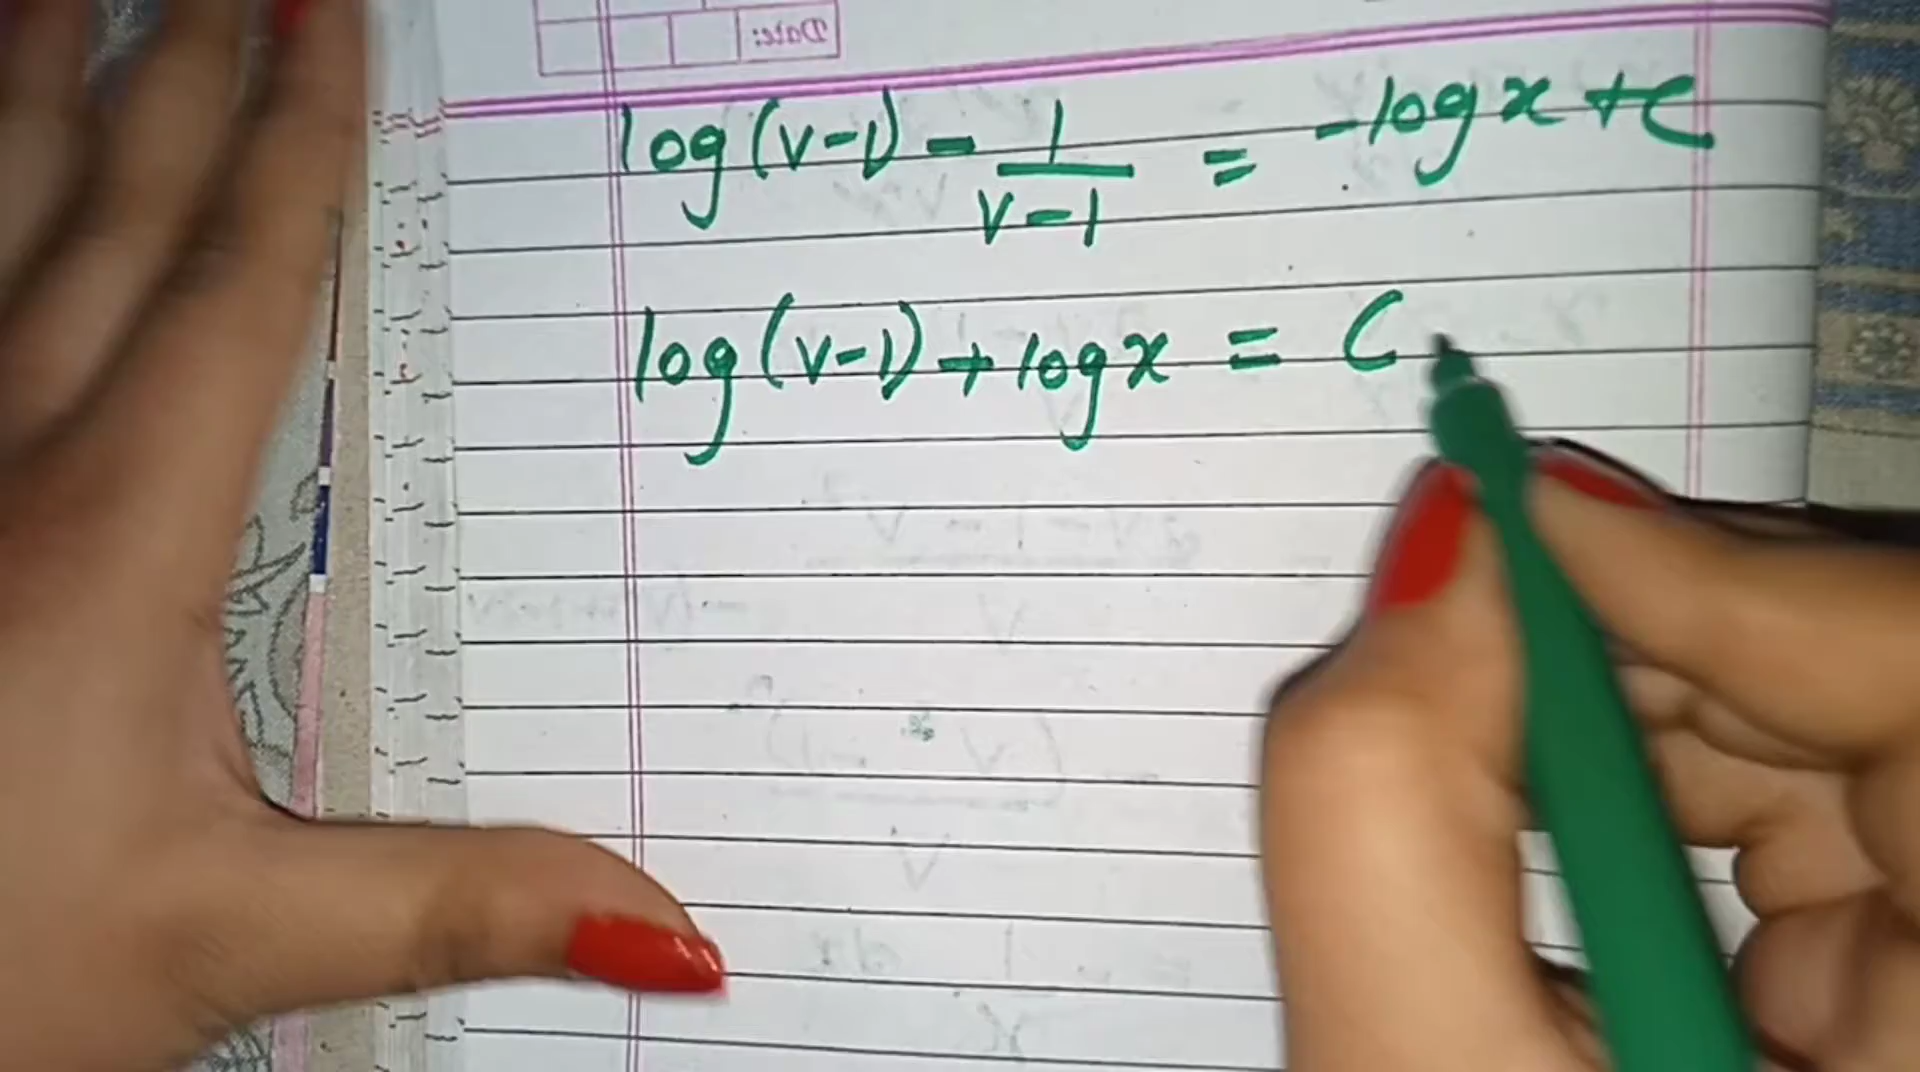 Date:
log(v-1) - 1/(v-1) = -log x + C
log(v-1) + log x = C